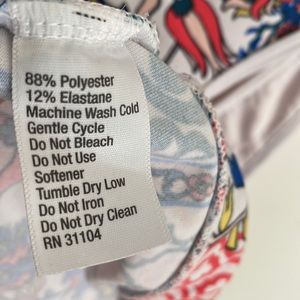 88% Polyester
12% Elastane
Machine Wash Cold
Gentle Cycle
Do Not Bleach
Do Not Use
Softener
Tumble Dry Low
Do Not Iron
Do Not Dry Clean
RN 31104